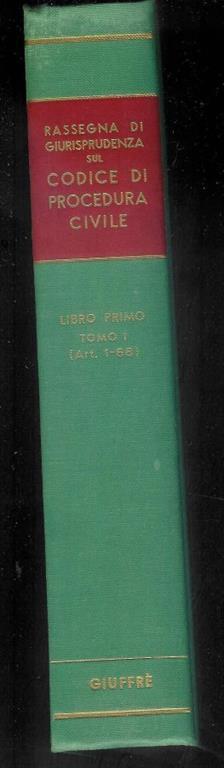 RASSEGNA DI
GIURISPRUDENZA
SUL
CODICE DI
PROCEDURA
CIVILE
LIBRO PRIMO
TOMO I
(Art. 1-68)
GIUFFRÈ